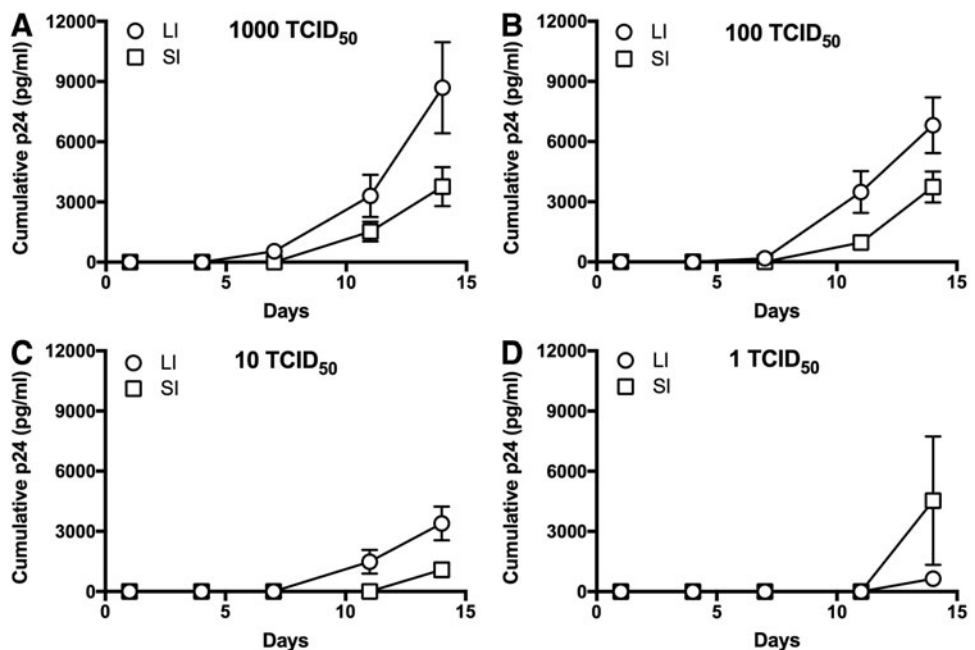 A
1000 TCID50
LI
SI
Cumulative p24 (pg/ml)
12000
9000
6000
3000
0
0 5 10 15
Days
B
100 TCID50
LI
SI
Cumulative p24 (pg/ml)
12000
9000
6000
3000
0
0 5 10 15
Days
C
10 TCID50
LI
SI
Cumulative p24 (pg/ml)
12000
9000
6000
3000
0
0 5 10 15
Days
D
1 TCID50
LI
SI
Cumulative p24 (pg/ml)
12000
9000
6000
3000
0
0 5 10 15
Days